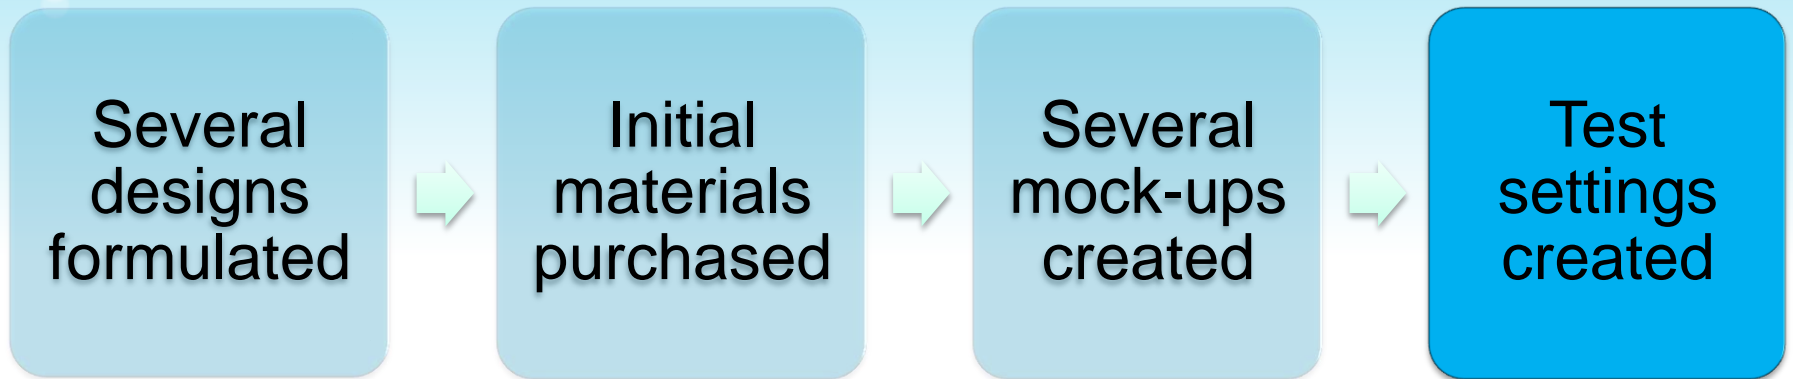 Several
designs
formulated
Initial
materials
purchased
Several
mock-ups
created
Test
settings
created